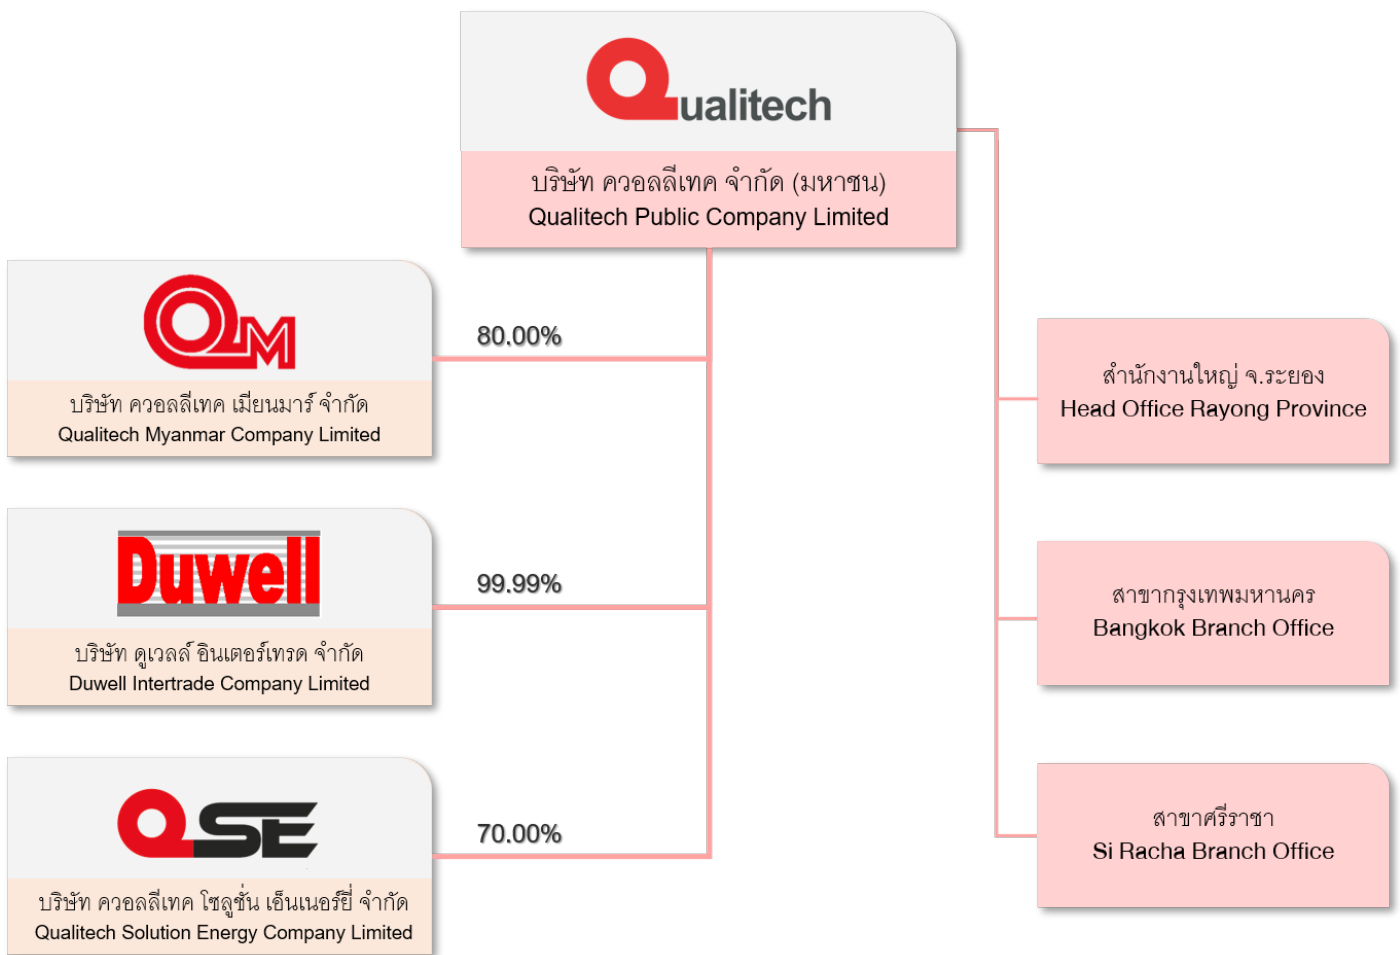 Qualitech
บริษัท ควอลลีเทค จำกัด (มหาชน)
Qualitech Public Company Limited
QM
บริษัท ควอลลีเทค เมียนมาร์ จำกัด
Qualitech Myanmar Company Limited
80.00%
Duwell
บริษัท ดูเวลล์ อินเตอร์เทรด จำกัด
Duwell Intertrade Company Limited
99.99%
QSE
บริษัท ควอลลีเทค โซลูชั่น เอ็นเนอร์ยี่ จำกัด
Qualitech Solution Energy Company Limited
70.00%
สำนักงานใหญ่ จ.ระยอง
Head Office Rayong Province
สาขากรุงเทพมหานคร
Bangkok Branch Office
สาขาศรีราชา
Si Racha Branch Office